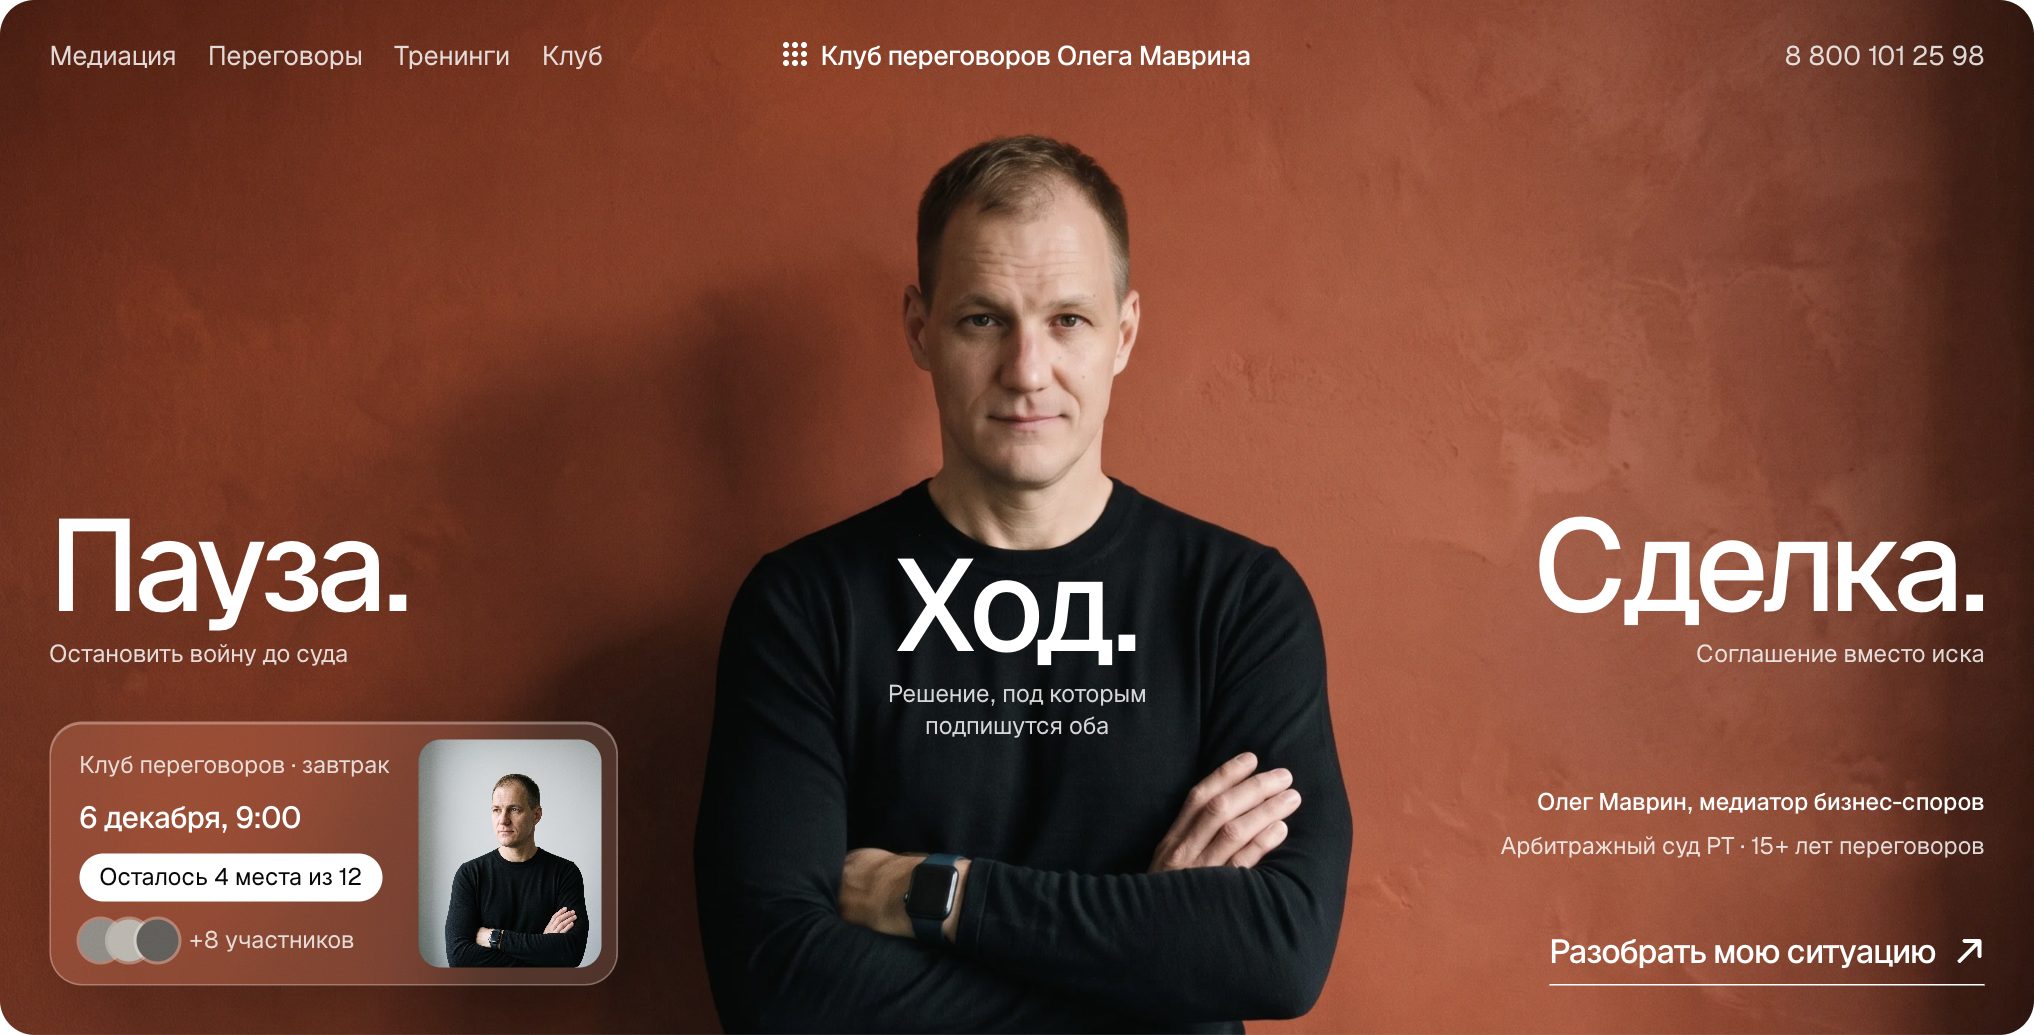 Медиация Переговоры Тренинги Клуб
Клуб переговоров Олега Маврина
8 800 101 25 98
Пауза.
Остановить войну до суда
Ход.
Решение, под которым
подпишутся оба
Сделка.
Соглашение вместо иска
Клуб переговоров · завтрак
6 декабря, 9:00
Осталось 4 места из 12
+8 участников
Олег Маврин, медиатор бизнес-споров
Арбитражный суд РТ · 15+ лет переговоров
Разобрать мою ситуацию